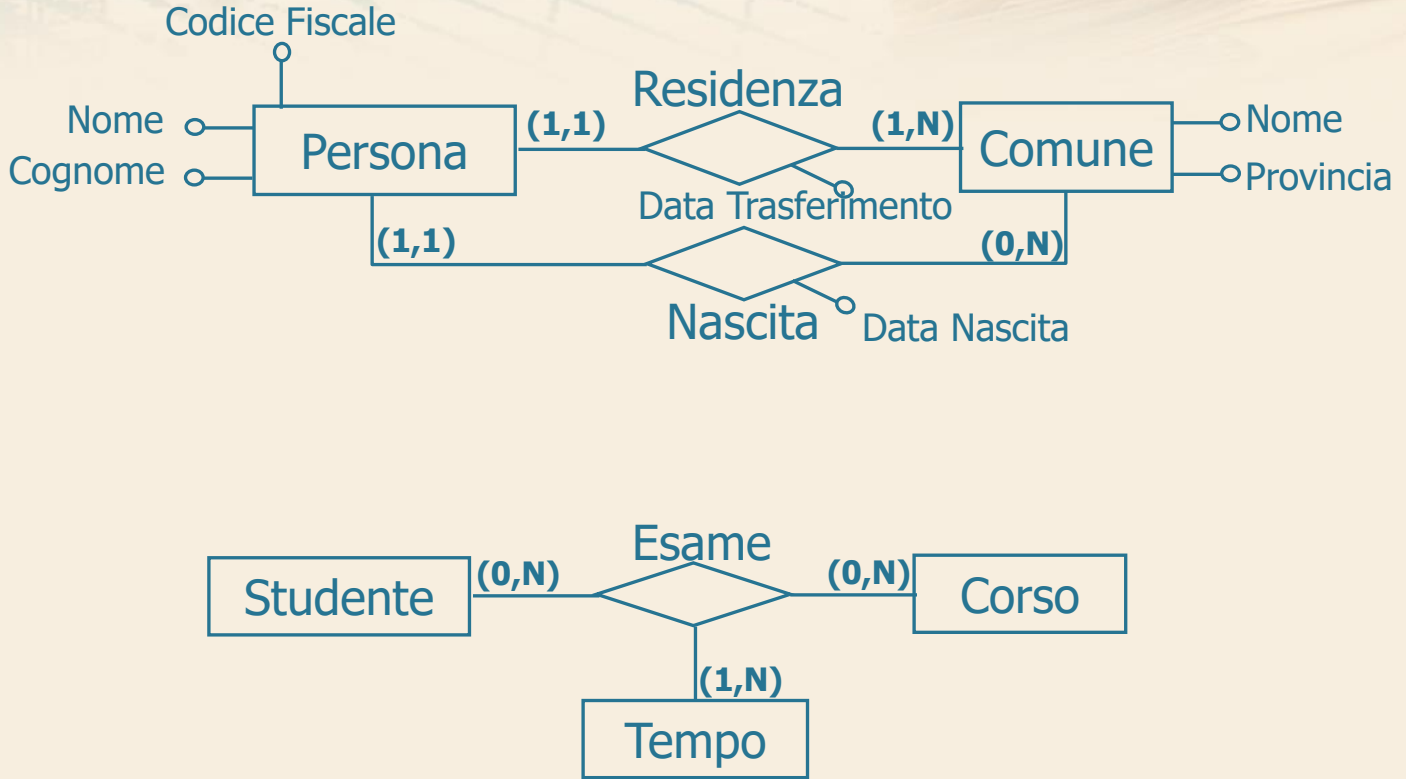 Codice Fiscale
Nome
Cognome
Persona
(1,1)
Residenza
(1,N)
Comune
Nome
Provincia
Data Trasferimento
(1,1)
(0,N)
Nascita
Data Nascita
Esame
Studente
(0,N)
(0,N)
Corso
(1,N)
Tempo